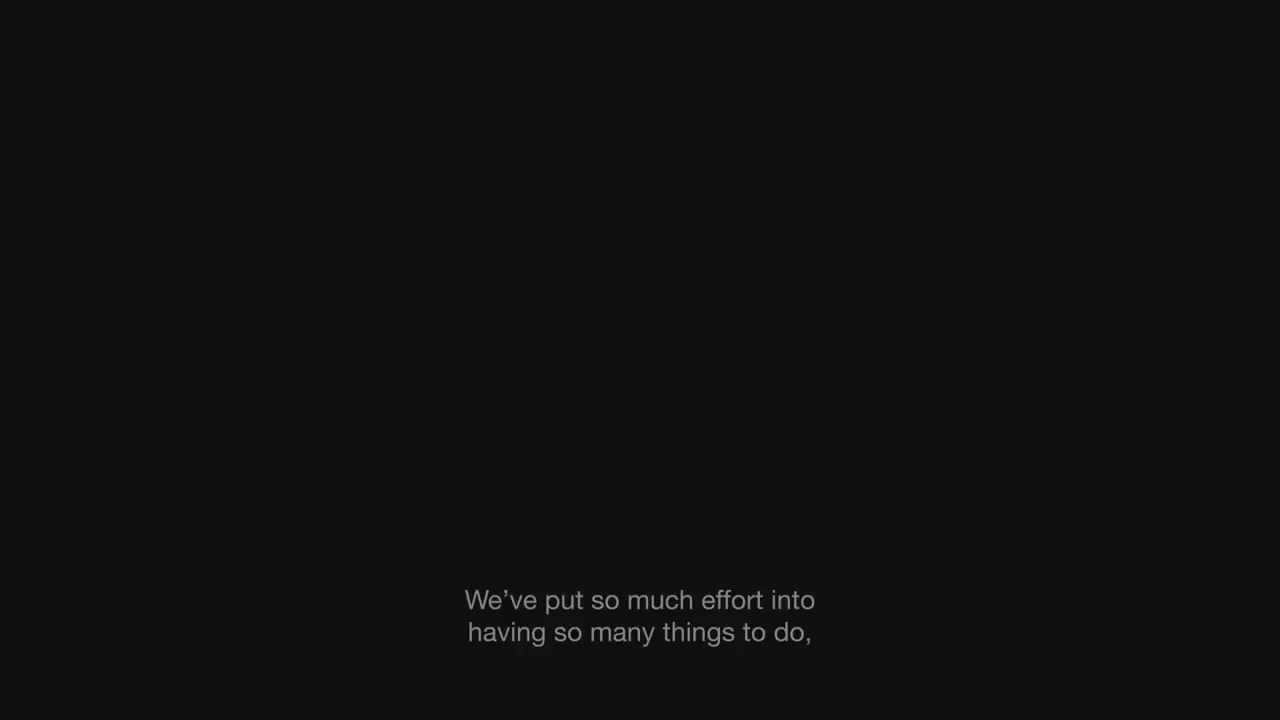 We’ve put so much effort into
having so many things to do,